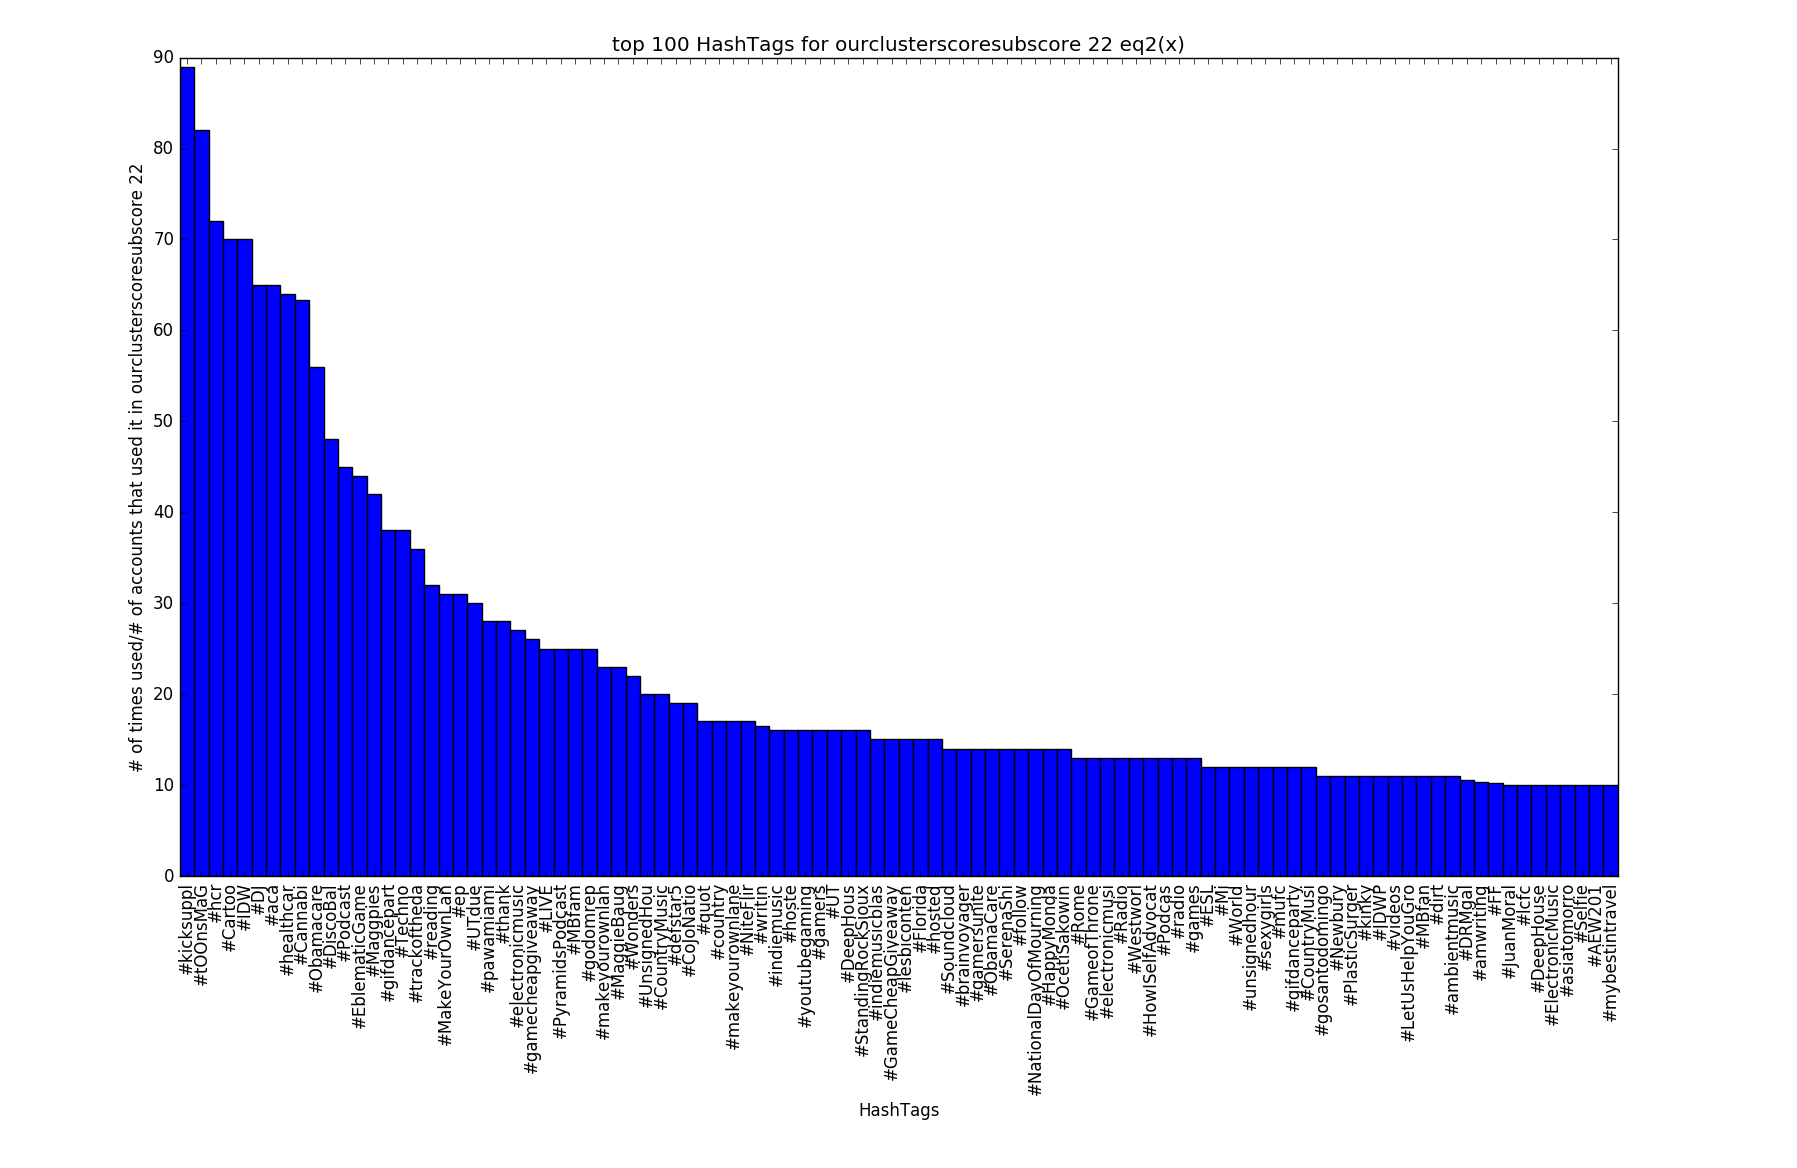 top 100 HashTags for ourclusterscoresubscore 22 eq2(x)
# of times used/# of accounts that used it in ourclusterscoresubscore 22
90
80
70
60
50
40
30
20
10
0
#kicksuppl
#tOOnsMaG
#hcr
#Cartoo
#IDW
#DJ
#aca
#healthcar
#Cannabi
#Obamacare
#DiscoBal
#Podcast
#EblematicGame
#Maggpies
#gifdancepart
#Techno
#trackoftheda
#reading
#MakeYourOwnLan
#ep
#UTdue
#pawamiami
#thank
#electronicmusic
#gamecheapgiveaway
#LIVE
#PyramidsPodcast
#MBfam
#godomrep
#makeyourownlan
#MaggieBaug
#Wonders
#UnsignedHou
#CountryMusic
#defstar5
#CojoNatio
#quot
#country
#makeyourownlane
#NiteFlir
#writin
#indiemusic
#hoste
#youtubegaming
#gamers
#UT
#DeepHous
#StandingRockSioux
#indiemusicblas
#GameCheapGiveaway
#lesbiconten
#Florida
#hosted
#Soundcloud
#brainvoyager
#gamersunite
#ObamaCare
#SerenaShi
#follow
#NationalDayOfMourning
#HappyMonda
#OcetiSakowin
#Rome
#GameofThrone
#electronicmusi
#Radio
#Westworl
#HowISelfAdvocat
#Podcas
#radio
#games
#ESL
#Mi
#World
#unsignedhour
#sexygirls
#mufc
#gifdanceparty
#CountryMusi
#gosantodomingo
#Newbury
#PlasticSurger
#kinky
#IDWP
#videos
#LetUsHelpYouGro
#MBfan
#dirt
#ambientmusic
#DRMgal
#amwriting
#FF
#JuanMoral
#lcfc
#DeepHouse
#ElectronicMusic
#asiatomorro
#Selfie
#AEW201
#mybestintravel
HashTags